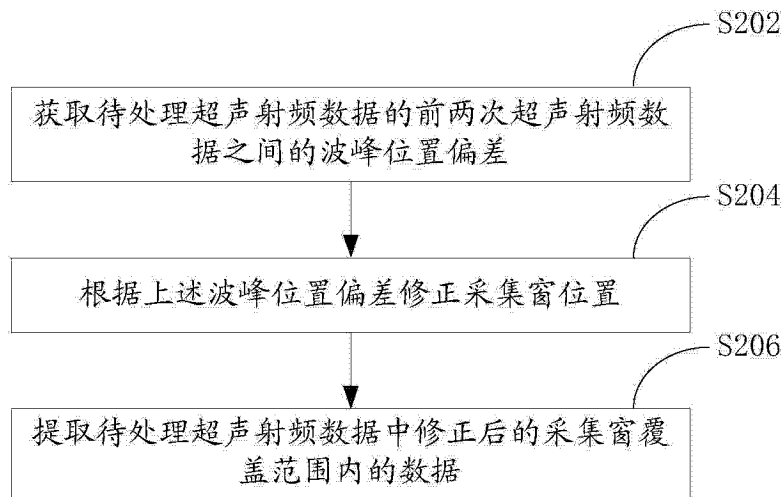 S202
获取待处理超声射频数据的前两次超声射频数
据之间的波峰位置偏差
S204
根据上述波峰位置偏差修正采集窗位置
S206
提取待处理超声射频数据中修正后的采集窗覆
盖范围内的数据